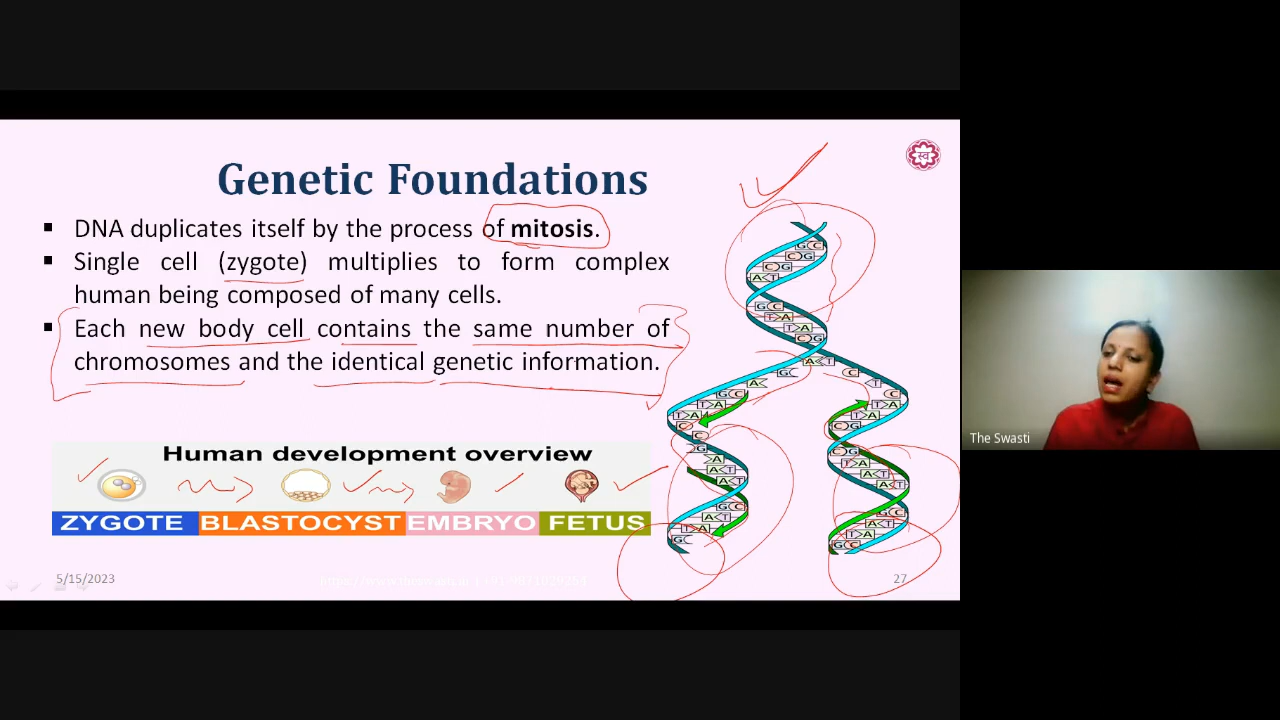 Genetic Foundations
स्व
▪ DNA duplicates itself by the process of mitosis.
▪ Single cell (zygote) multiplies to form complex
human being composed of many cells.
▪ Each new body cell contains the same number of
chromosomes and the identical genetic information.
Human development overview
ZYGOTE BLASTOCYST EMBRYO FETUS
5/15/2023
27
The Swasti